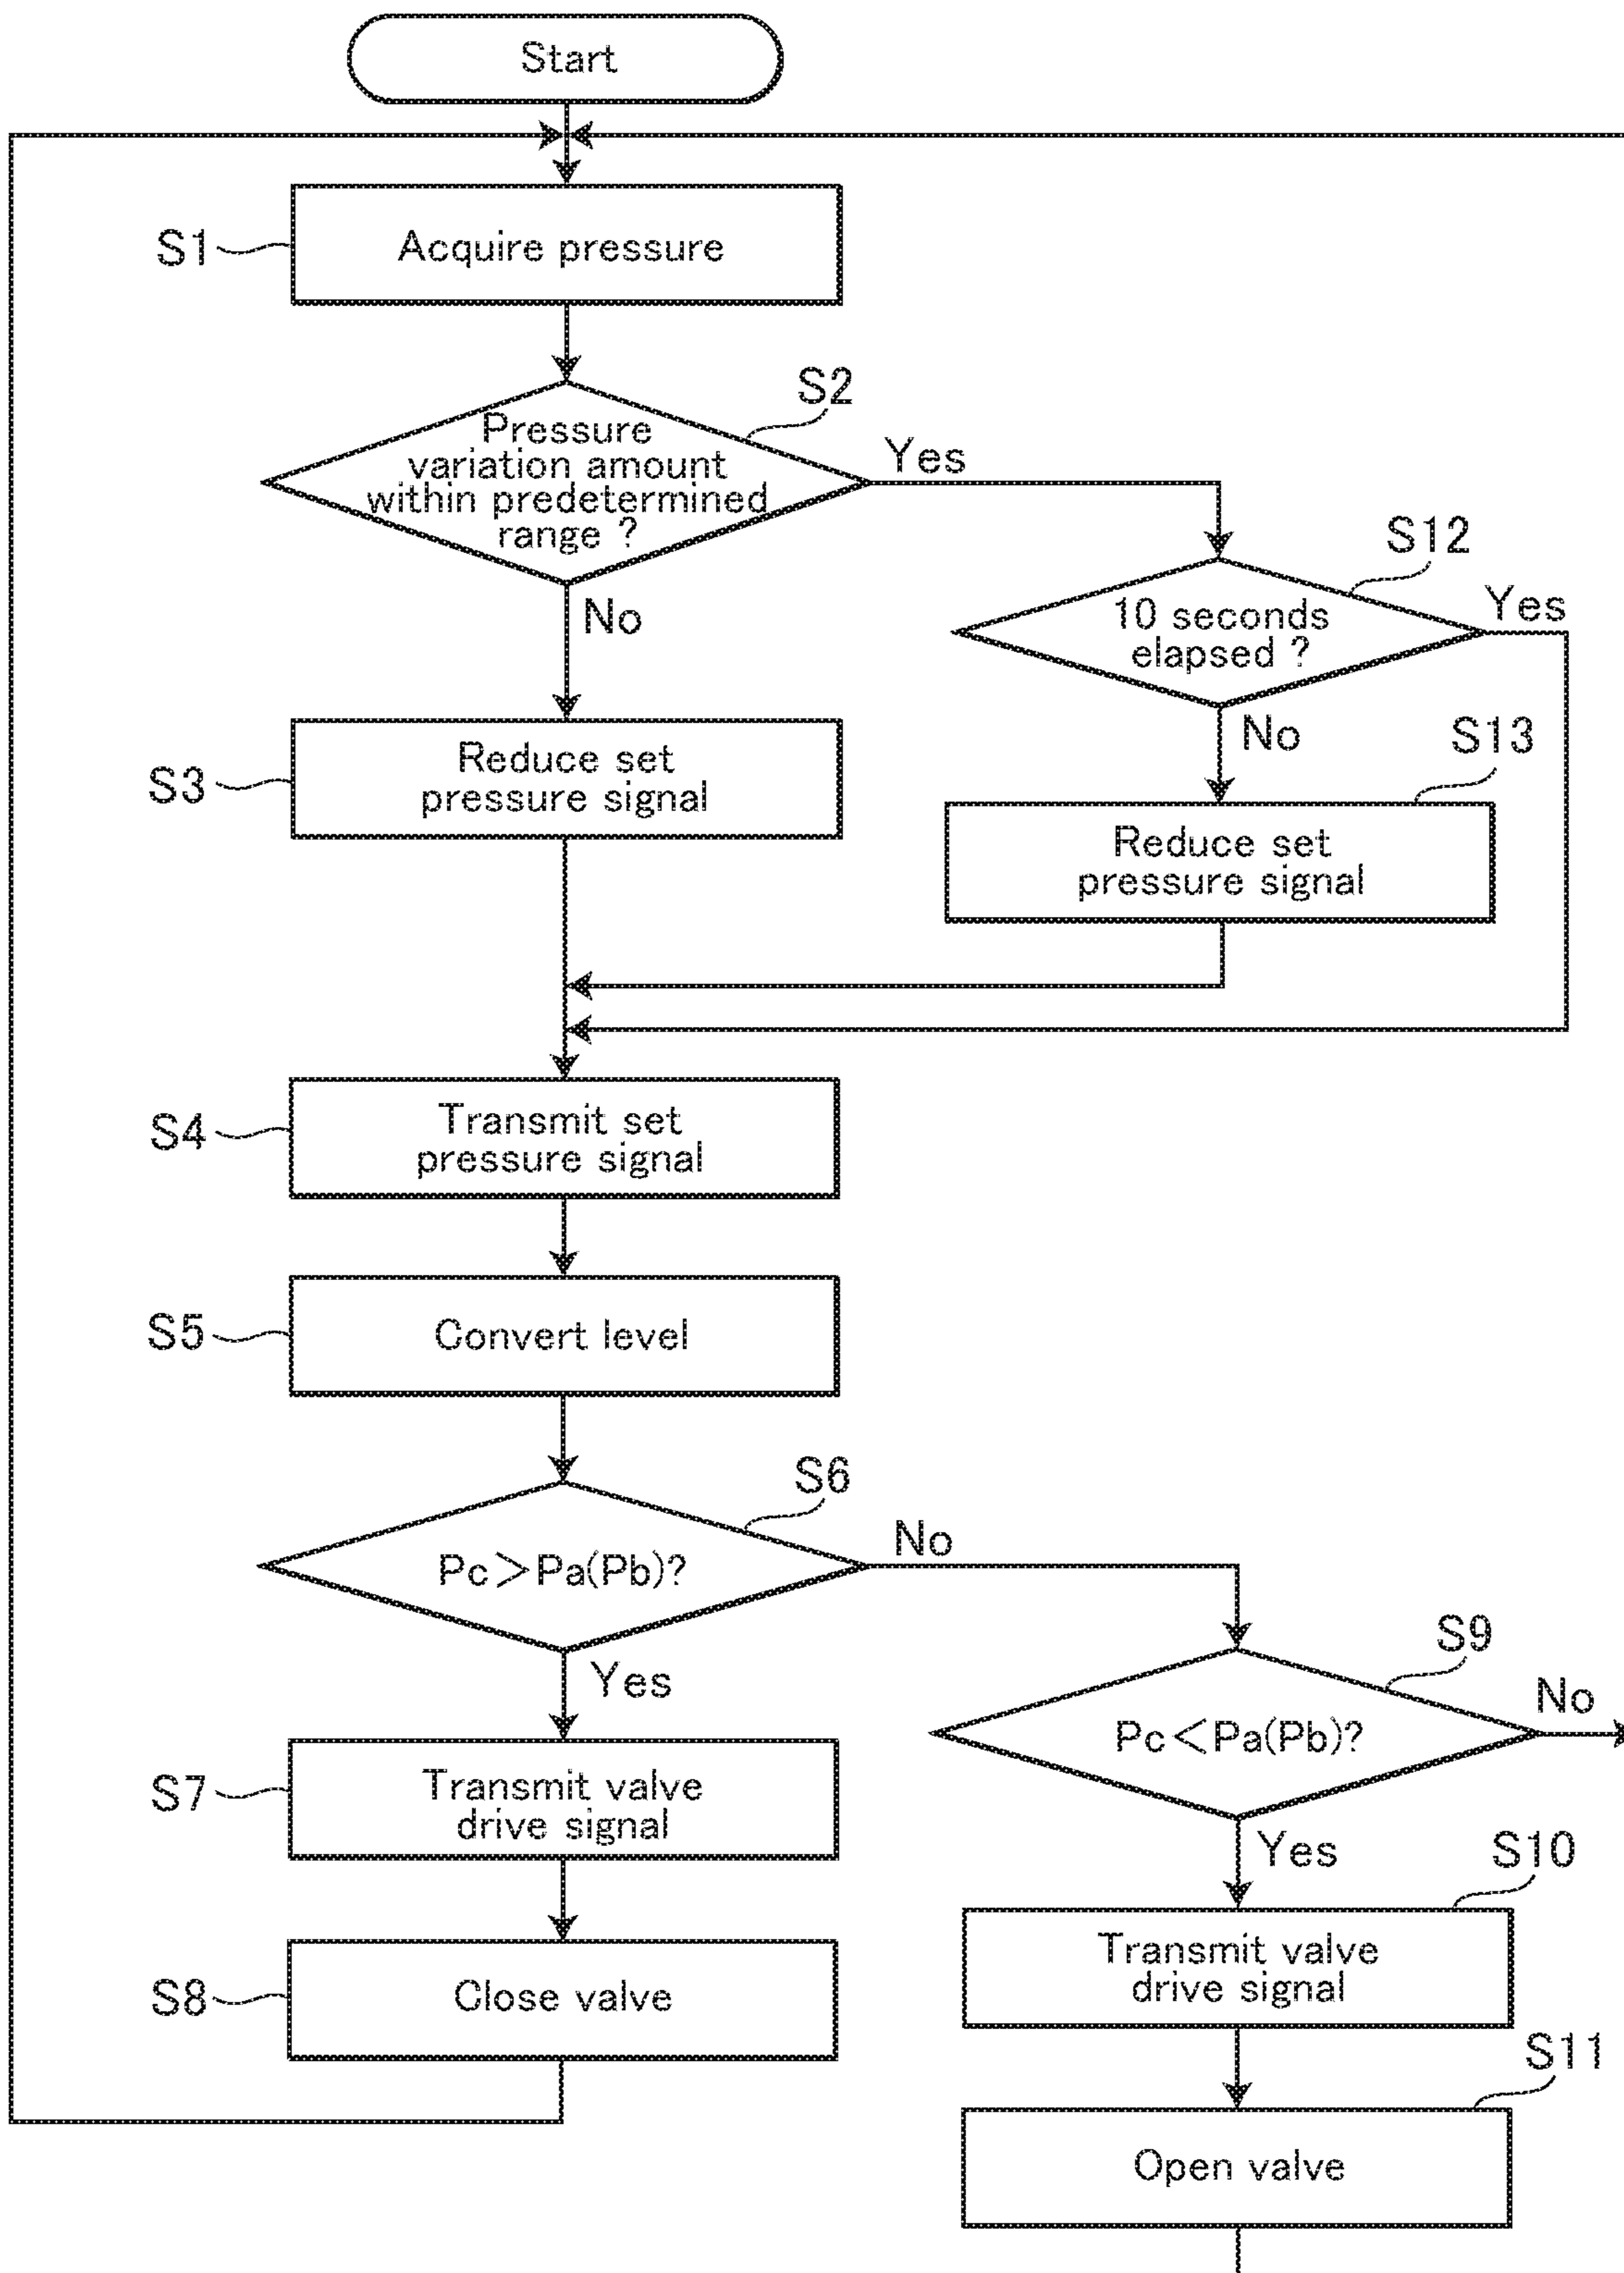 Start
S1
Acquire pressure
S2
Pressure
variation amount
within predetermined
range ?
Yes
No
S12
10 seconds
elapsed ?
Yes
No
S3
Reduce set
pressure signal
S13
Reduce set
pressure signal
S4
Transmit set
pressure signal
S5
Convert level
S6
Pc＞Pa(Pb)?
No
Yes
S9
Pc＜Pa(Pb)?
No
Yes
S7
Transmit valve
drive signal
S10
Transmit valve
drive signal
S8
Close valve
S11
Open valve